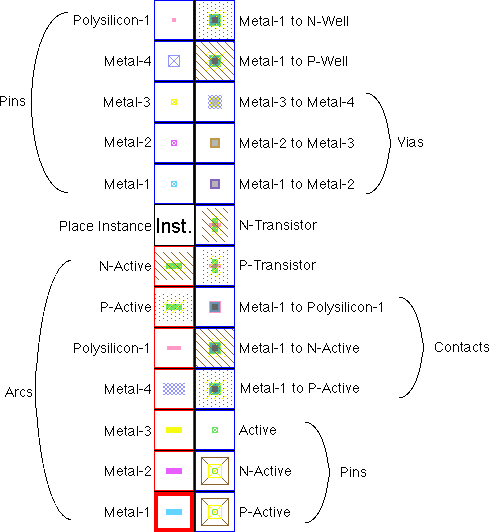 Polysilicon-1 Metal-1 to N-Well
Metal-4 Metal-1 to P-Well
Pins Metal-3 Metal-3 to Metal-4
Metal-2 Metal-2 to Metal-3 Vias
Metal-1 Metal-1 to Metal-2
Place Instance Inst. N-Transistor
N-Active P-Transistor
P-Active Metal-1 to Polysilicon-1
Polysilicon-1 Metal-1 to N-Active Contacts
Arcs Metal-4 Metal-1 to P-Active
Metal-3 Active
Metal-2 N-Active Pins
Metal-1 P-Active